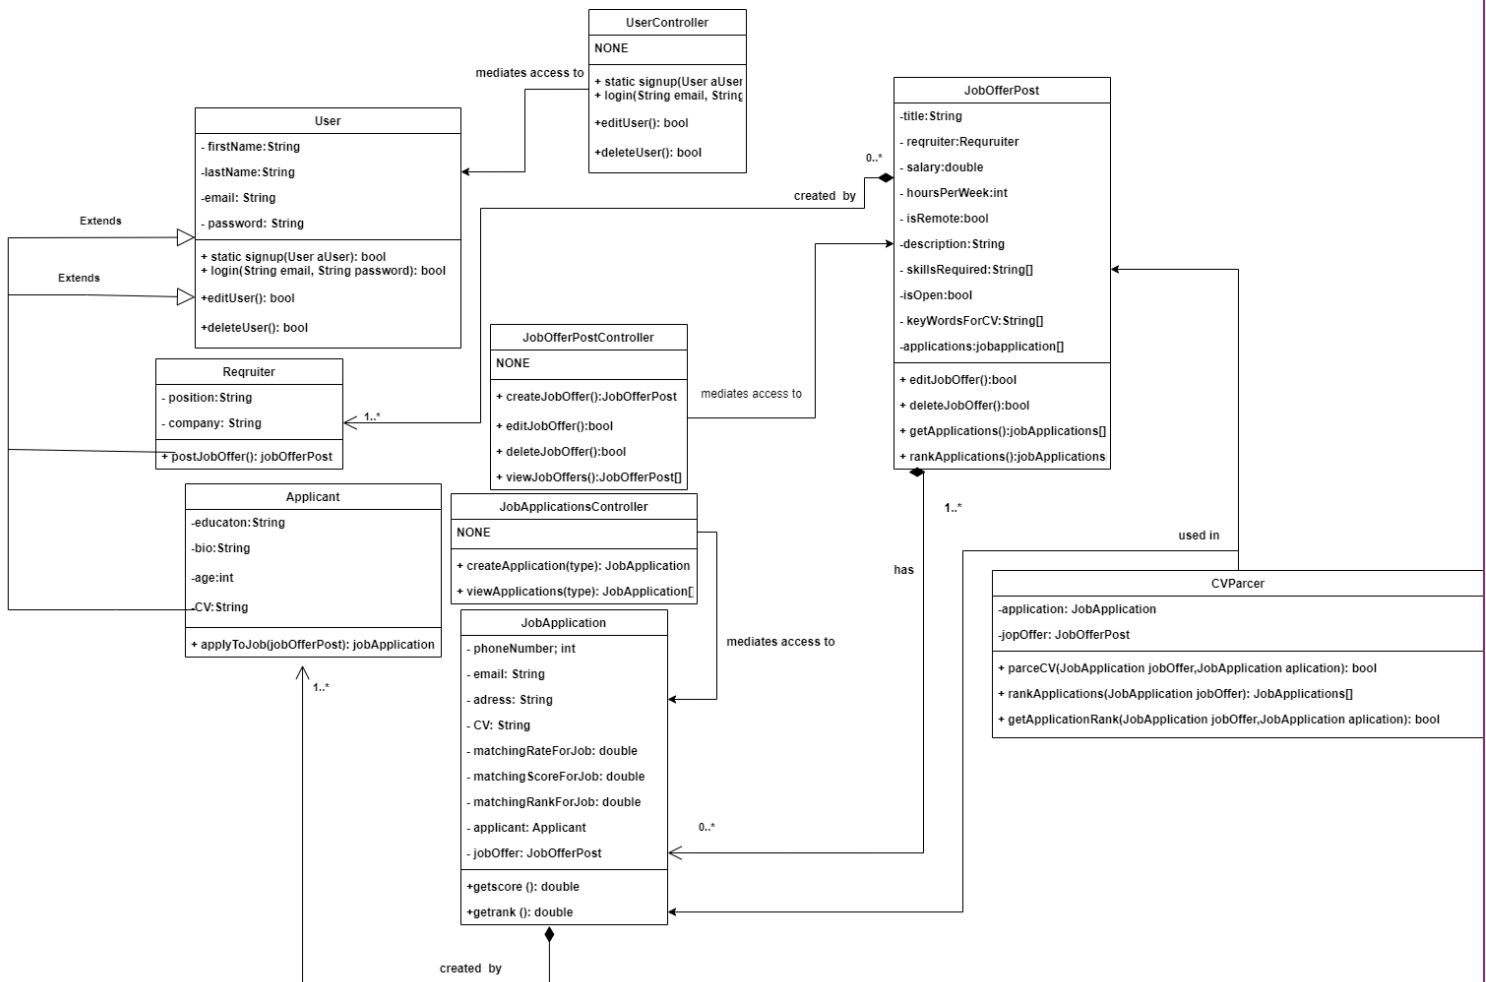 UserController
NONE
+ static signup(User aUser
+ login(String email, String
+editUser(): bool
+deleteUser(): bool
mediates access to
User
- firstName:String
-lastName:String
-email: String
- password: String
+ static signup(User aUser): bool
+ login(String email, String password): bool
+editUser(): bool
+deleteUser(): bool
Extends
Extends
JobOfferPost
-title:String
- reqruiter:Requruiter
- salary:double
- hoursPerWeek:int
- isRemote:bool
-description:String
- skillsRequired:String[]
-isOpen:bool
- keyWordsForCV:String[]
-applications:jobapplication[]
+ editJobOffer():bool
+ deleteJobOffer():bool
+ getApplications():jobApplications[]
+ rankApplications():jobApplications
0..*
created by
Reqruiter
- position:String
- company: String
+ postJobOffer(): jobOfferPost
1..*
JobOfferPostController
NONE
+ createJobOffer():JobOfferPost
+ editJobOffer():bool
+ deleteJobOffer():bool
+ viewJobOffers():JobOfferPost[]
mediates access to
Applicant
-educaton:String
-bio:String
-age:int
-CV:String
+ applyToJob(jobOfferPost): jobApplication
1..*
JobApplicationsController
NONE
+ createApplication(type): JobApplication
+ viewApplications(type): JobApplication[]
mediates access to
JobApplication
- phoneNumber; int
- email: String
- adress: String
- CV: String
- matchingRateForJob: double
- matchingScoreForJob: double
- matchingRankForJob: double
- applicant: Applicant
- jobOffer: JobOfferPost
+getscore (): double
+getrank (): double
1..*
has
0..*
used in
CVParcer
-application: JobApplication
-jopOffer: JobOfferPost
+ parceCV(JobApplication jobOffer,JobApplication aplication): bool
+ rankApplications(JobApplication jobOffer): JobApplications[]
+ getApplicationRank(JobApplication jobOffer,JobApplication aplication): bool
created by